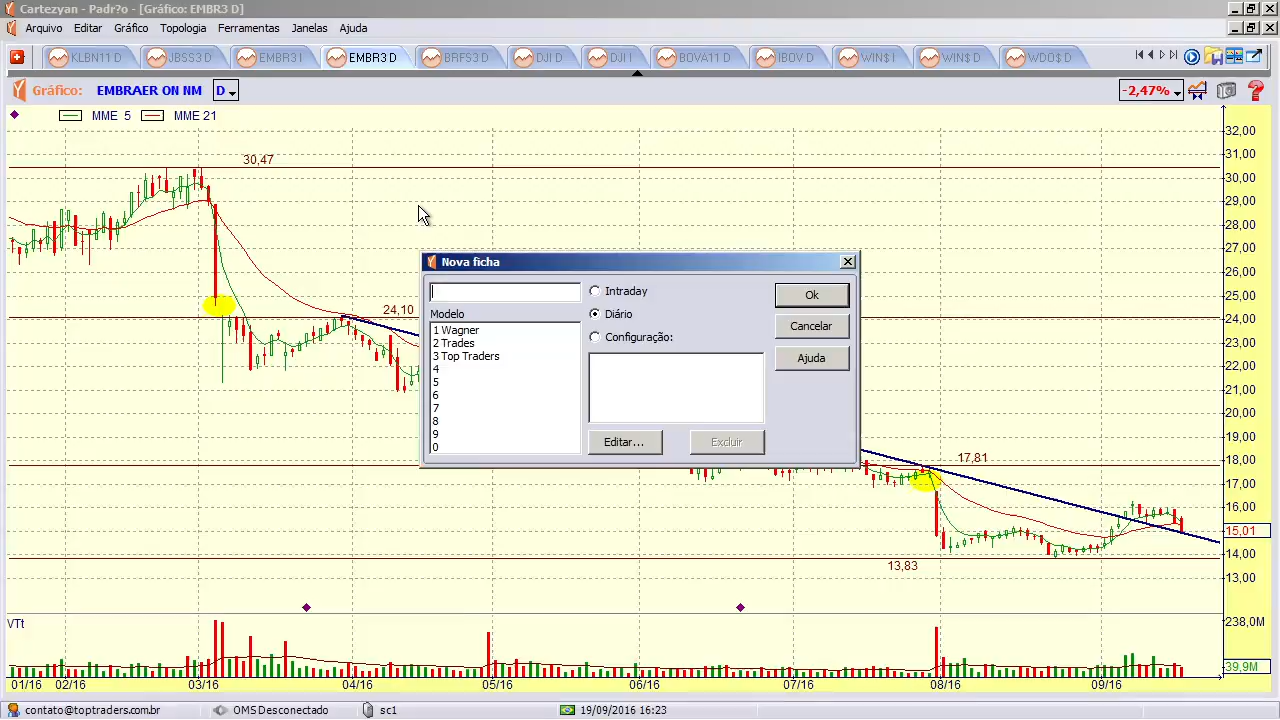 Cartezyan - Padr?o - [Gráfico: EMBR3 D]
Arquivo Editar Gráfico Topologia Ferramentas Janelas Ajuda
KLBN11 D JBSS3 D EMBR3 I EMBR3 D BRFS3 D DJI D DJI I BOVA11 D IBOV D WIN$ I WIN$ D WDO$ D
Gráfico: EMBRAER ON NM D -2,47%
MME 5 MME 21
32,00
31,00
30,47
30,00
29,00
28,00
27,00
26,00
25,00
24,10
24,00
23,00
22,00
21,00
20,00
19,00
18,00
17,81
17,00
16,00
15,01
14,00
13,83
13,00
Nova ficha
Intraday
Ok
Modelo
Diário
Cancelar
1 Wagner
2 Trades
3 Top Traders
4
5
6
7
8
9
0
Configuração:
Ajuda
Editar...
Excluir
VTt
238,0M
39,9M
01/16 02/16 03/16 04/16 05/16 06/16 07/16 08/16 09/16
contato@toptraders.com.br OMS Desconectado sc1 19/09/2016 16:23